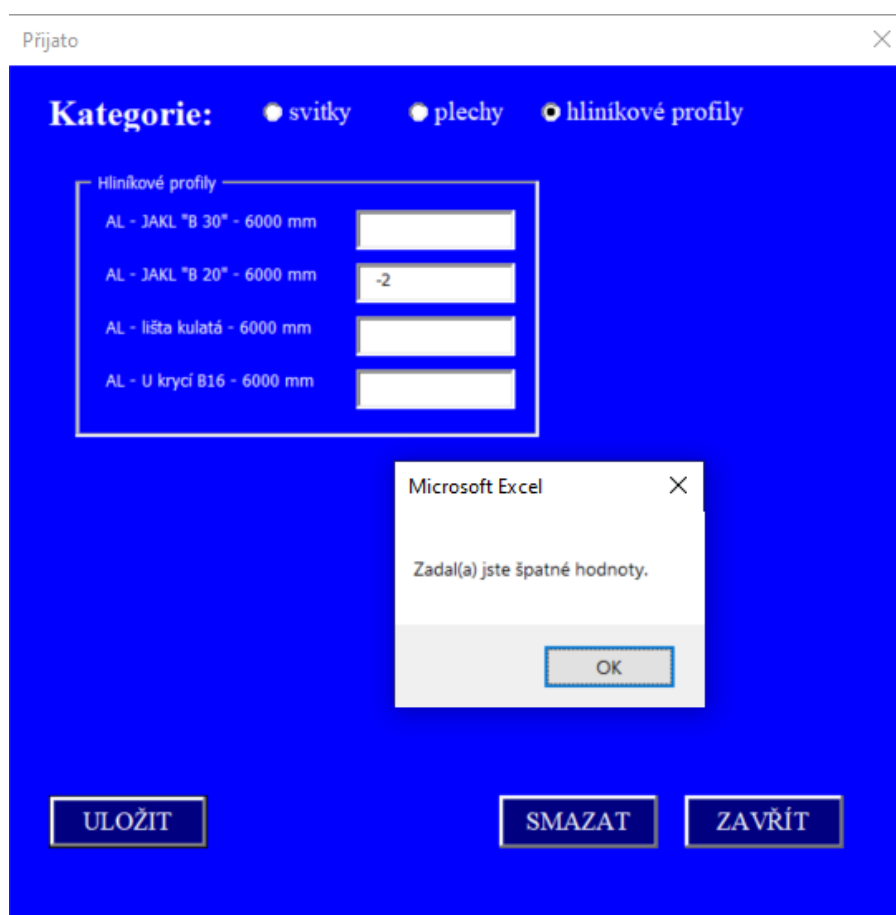 Přijato
Kategorie: svitky plechy hliníkové profily
Hliníkové profily
AL - JAKL "B 30" - 6000 mm
AL - JAKL "B 20" - 6000 mm -2
AL - lišta kulatá - 6000 mm
AL - U krycí B16 - 6000 mm
Microsoft Excel
Zadal(a) jste špatné hodnoty.
OK
ULOŽIT SMAZAT ZAVŘÍT